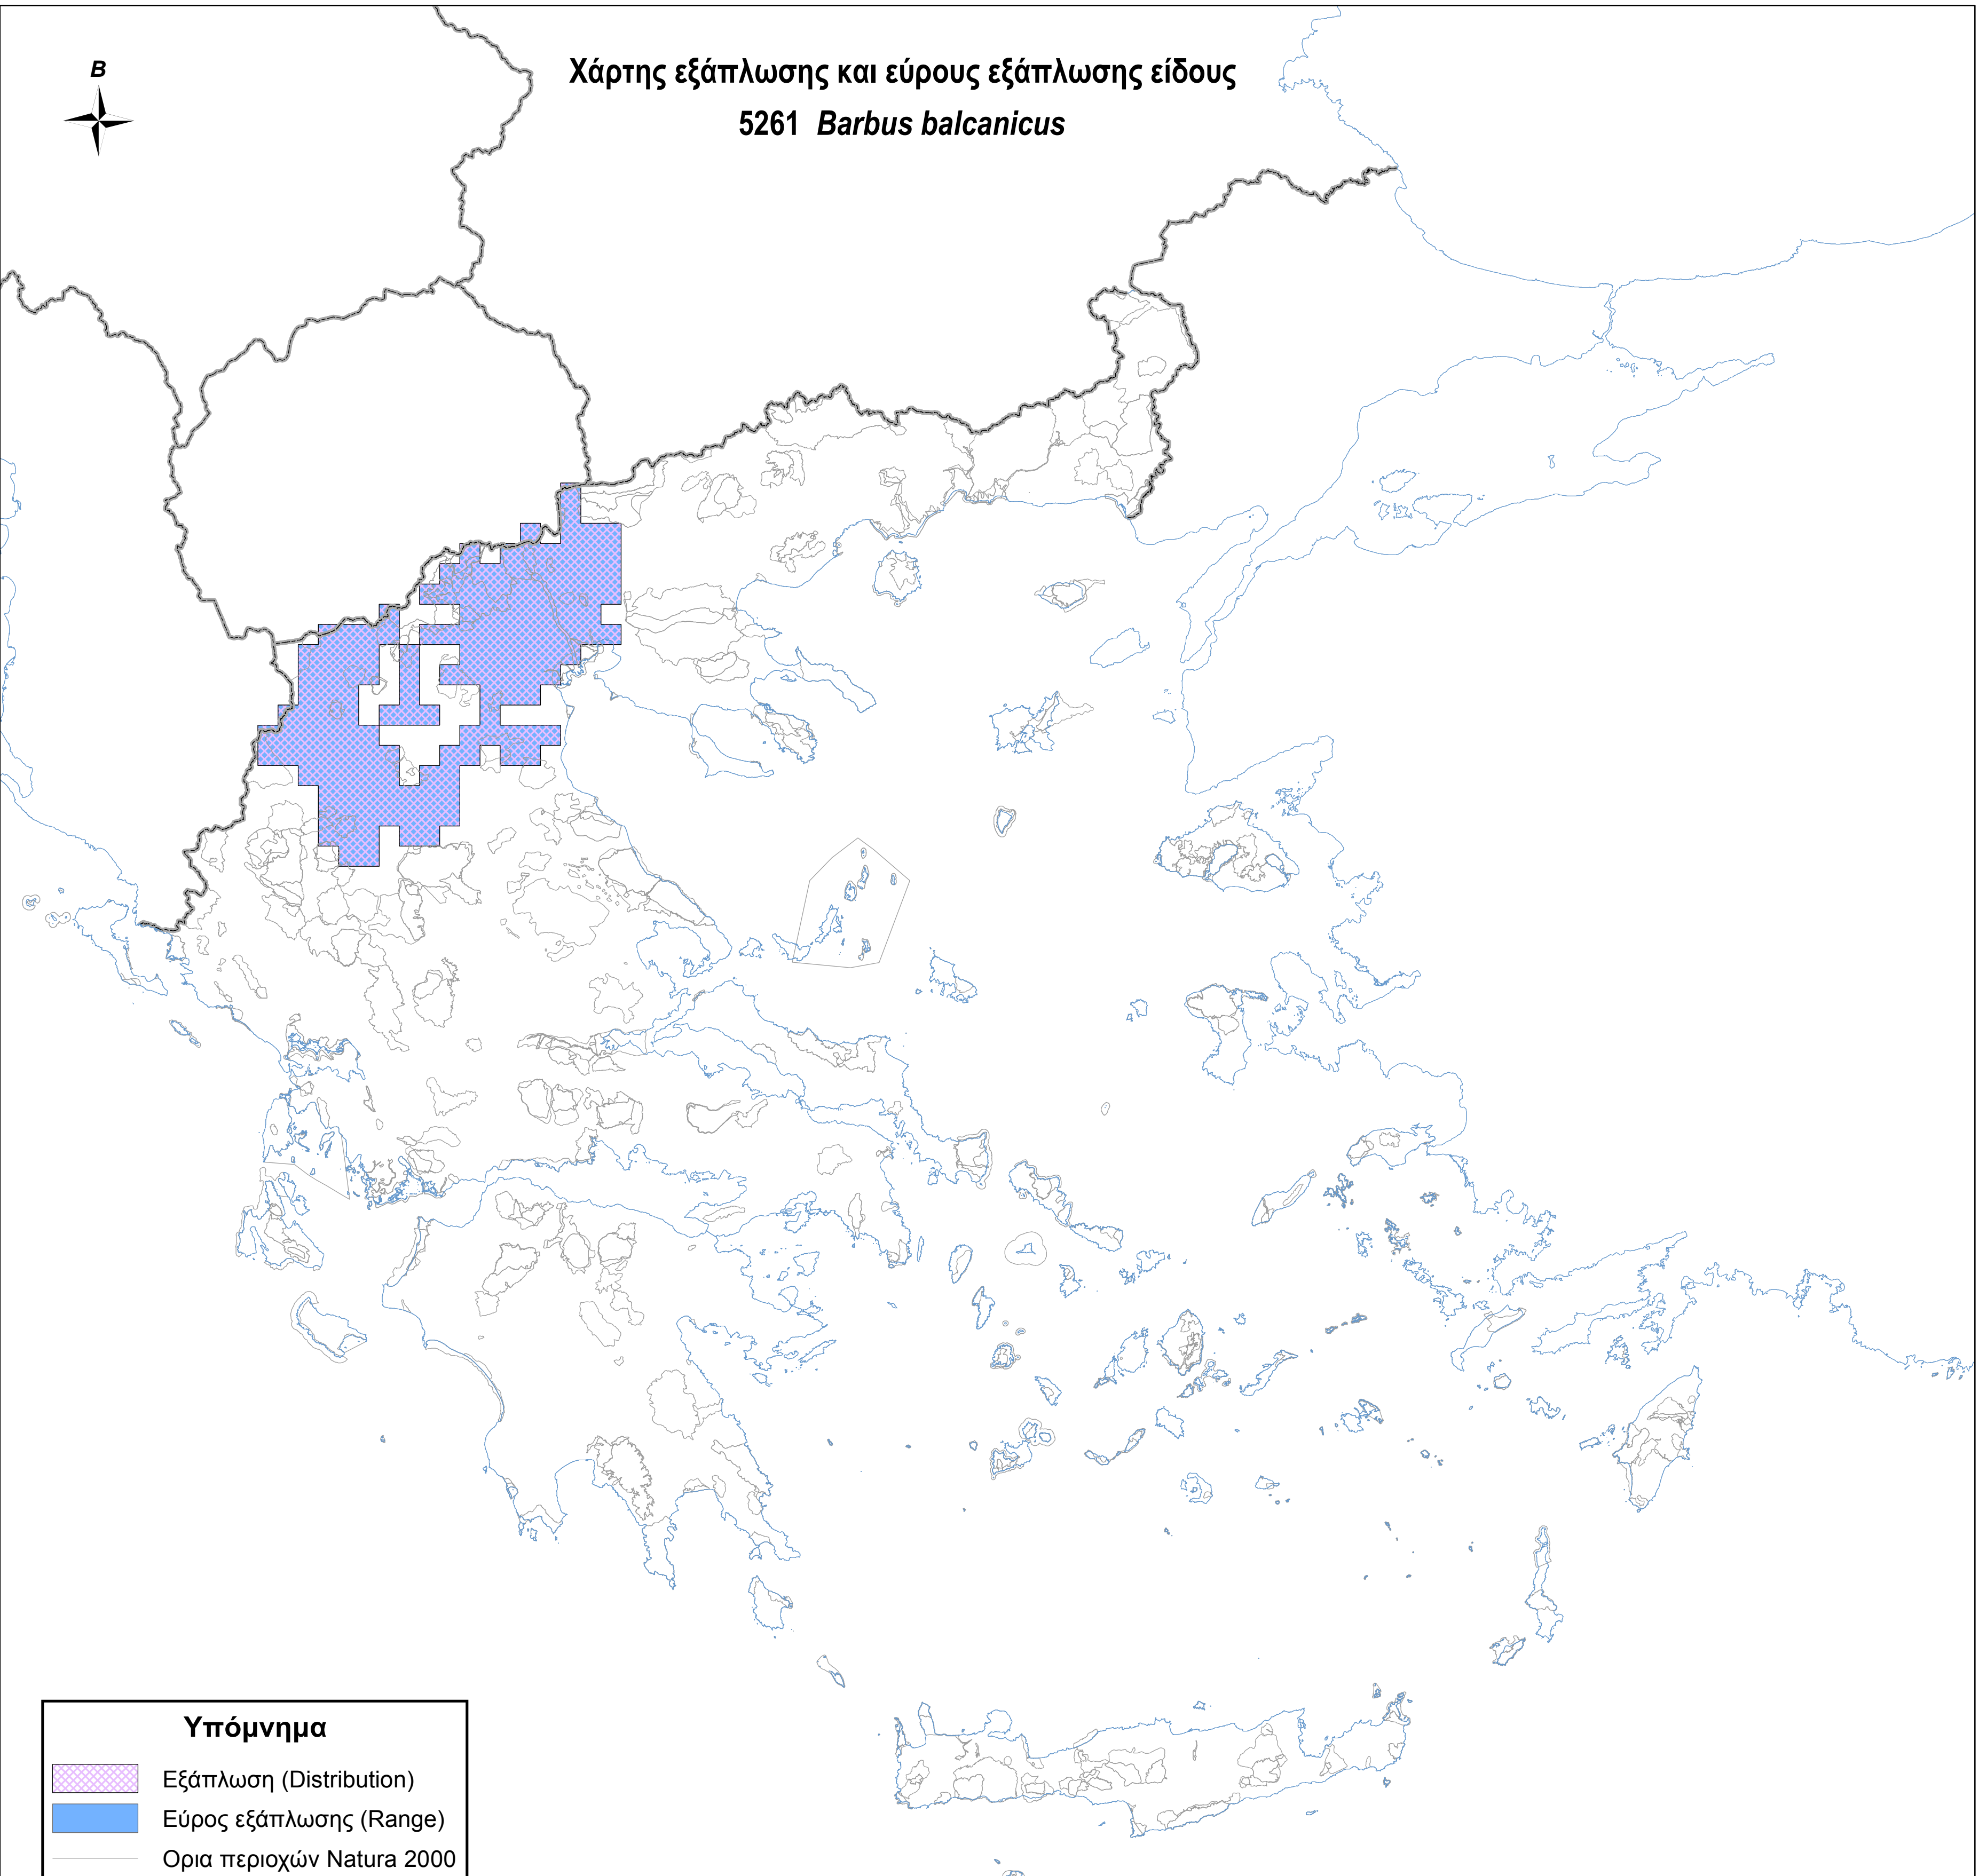 B
Χάρτης εξάπλωσης και εύρους εξάπλωσης είδους
5261 Barbus balcanicus
Υπόμνημα
Εξάπλωση (Distribution)
Εύρος εξάπλωσης (Range)
Ορια περιοχών Natura 2000